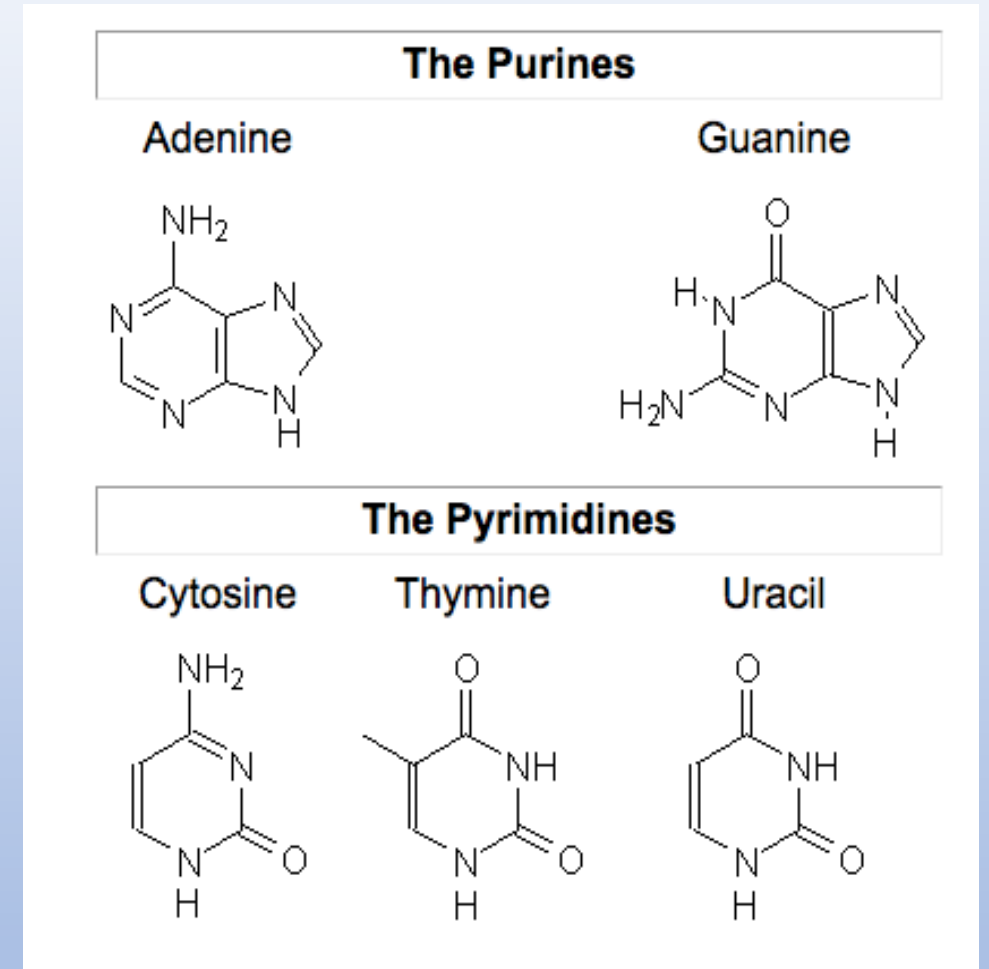 The Purines
Adenine Guanine
NH₂ O
N N H N N
N N H H₂N N N H
The Pyrimidines
Cytosine Thymine Uracil
NH₂ O O
N NH NH
N O N O N O
H H H